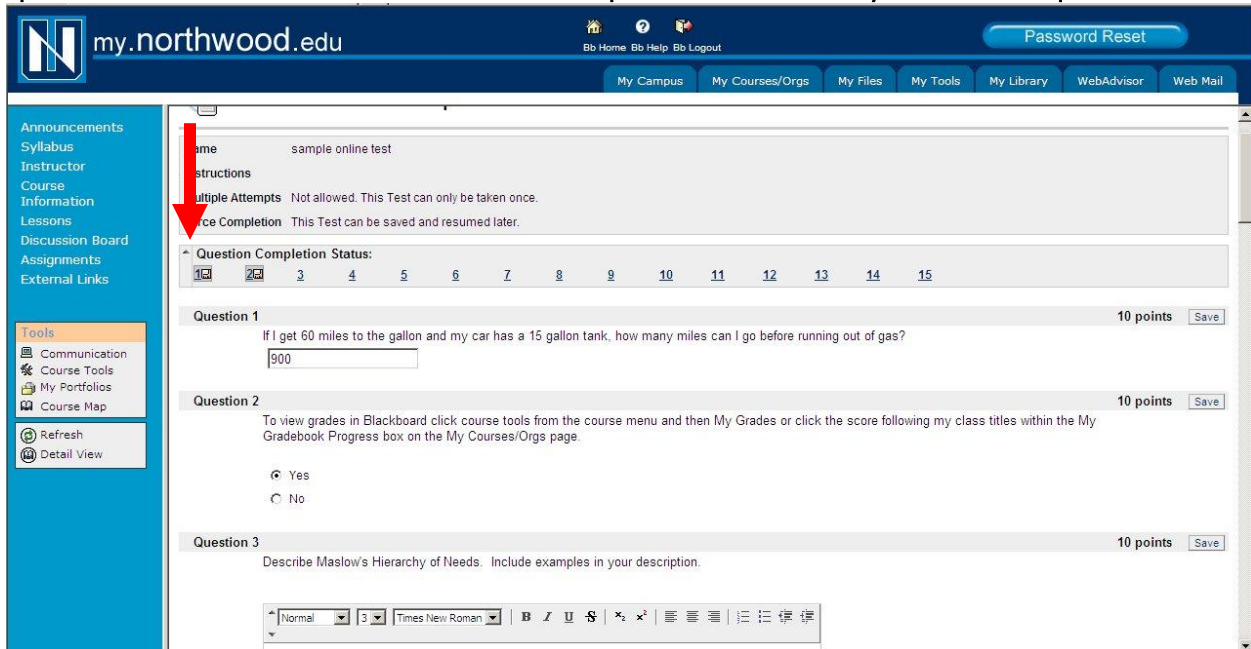 my.northwood.edu
Bb Home Bb Help Bb Logout
Password Reset
My Campus My Courses/Orgs My Files My Tools My Library WebAdvisor Web Mail
Announcements
Syllabus
Instructor
Course
Information
Lessons
Discussion Board
Assignments
External Links
Tools
Communication
Course Tools
My Portfolios
Course Map
Refresh
Detail View
ame sample online test
structions
ultiple Attempts Not allowed. This Test can only be taken once.
rce Completion This Test can be saved and resumed later.
Question Completion Status:
1 2 3 4 5 6 7 8 9 10 11 12 13 14 15
Question 1 10 points Save
If I get 60 miles to the gallon and my car has a 15 gallon tank, how many miles can I go before running out of gas?
900
Question 2 10 points Save
To view grades in Blackboard click course tools from the course menu and then My Grades or click the score following my class titles within the My
Gradebook Progress box on the My Courses/Orgs page.
Yes
No
Question 3 10 points Save
Describe Maslow's Hierarchy of Needs. Include examples in your description.
Normal 3 Times New Roman B I U S x₂ x²